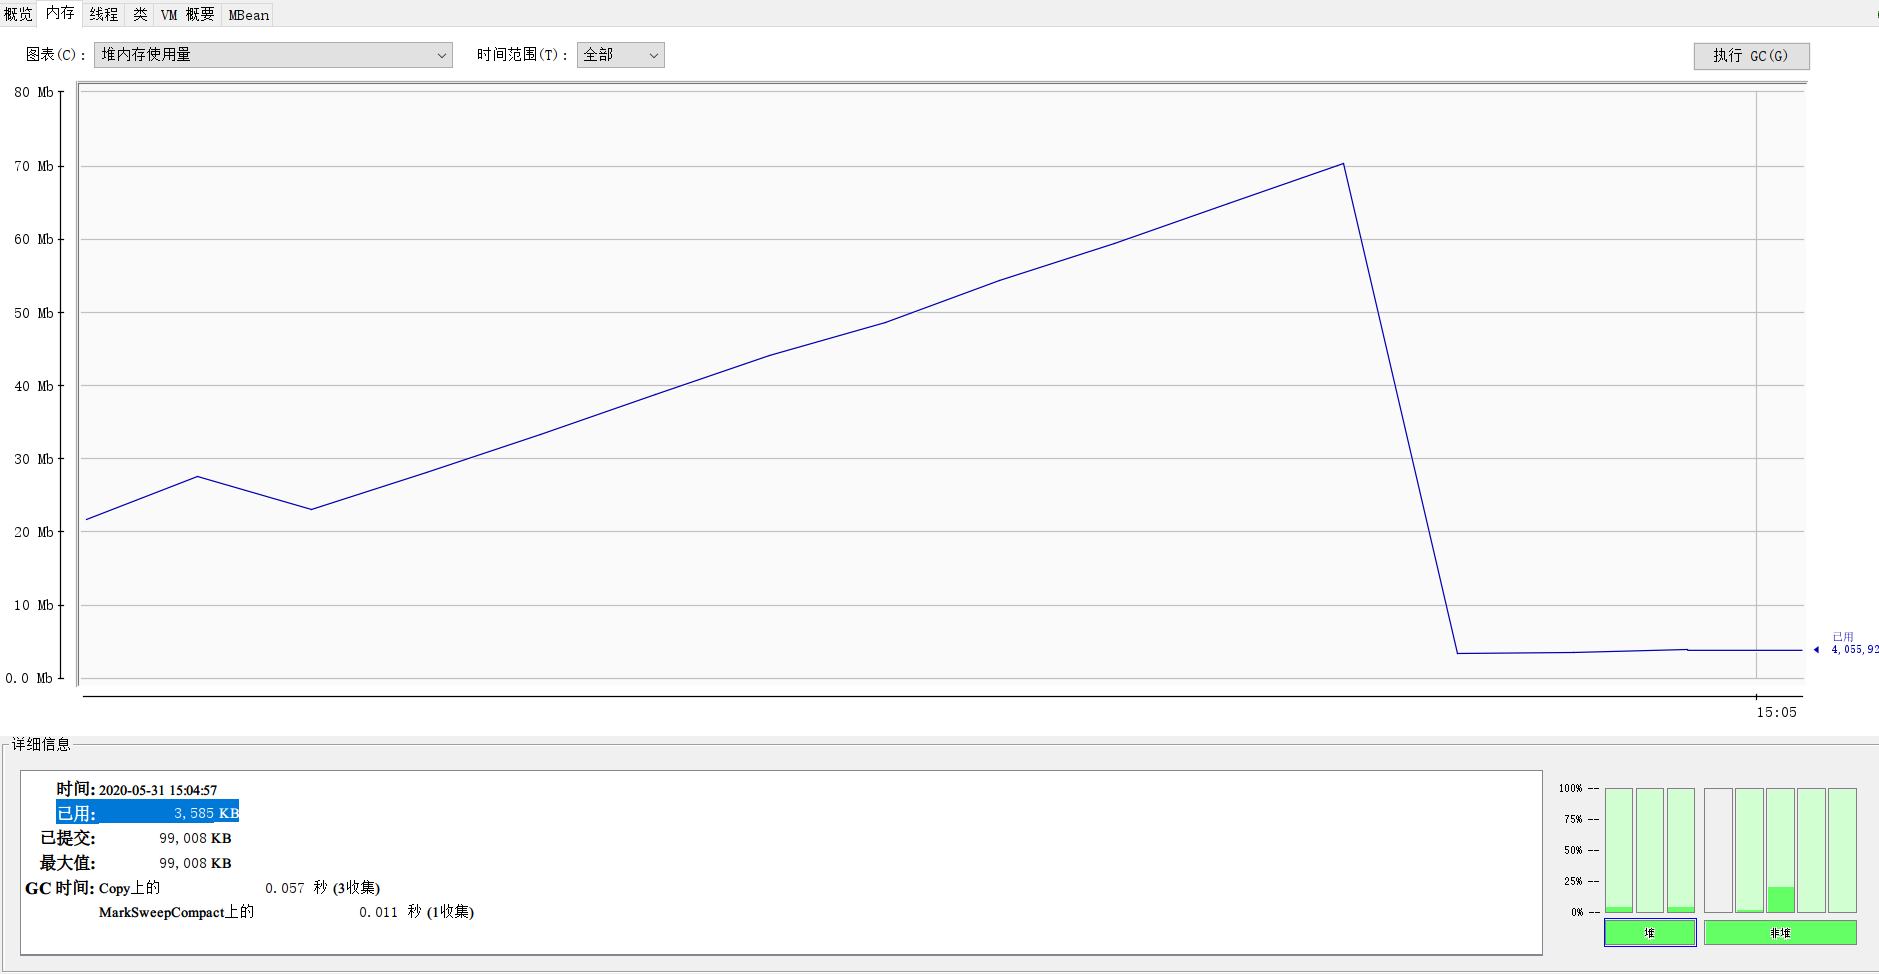 概览 内存 线程 类 VM 概要 MBean
图表(C): 堆内存使用量 时间范围(T): 全部 执行 GC(G)
80 Mb
70 Mb
60 Mb
50 Mb
40 Mb
30 Mb
20 Mb
10 Mb
0.0 Mb
已用
4,055,92
15:05
详细信息
时间: 2020-05-31 15:04:57
已用: 3,585 KB
已提交: 99,008 KB
最大值: 99,008 KB
GC 时间: Copy上的 0.057 秒 (3收集)
MarkSweepCompact上的 0.011 秒 (1收集)
100% --
75% --
50% --
25% --
0% --
堆 非堆